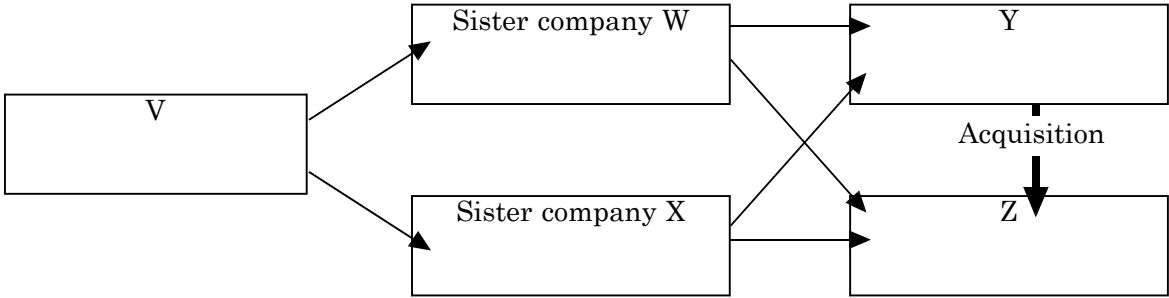 Sister company W
Y
V
Acquisition
Sister company X
Z